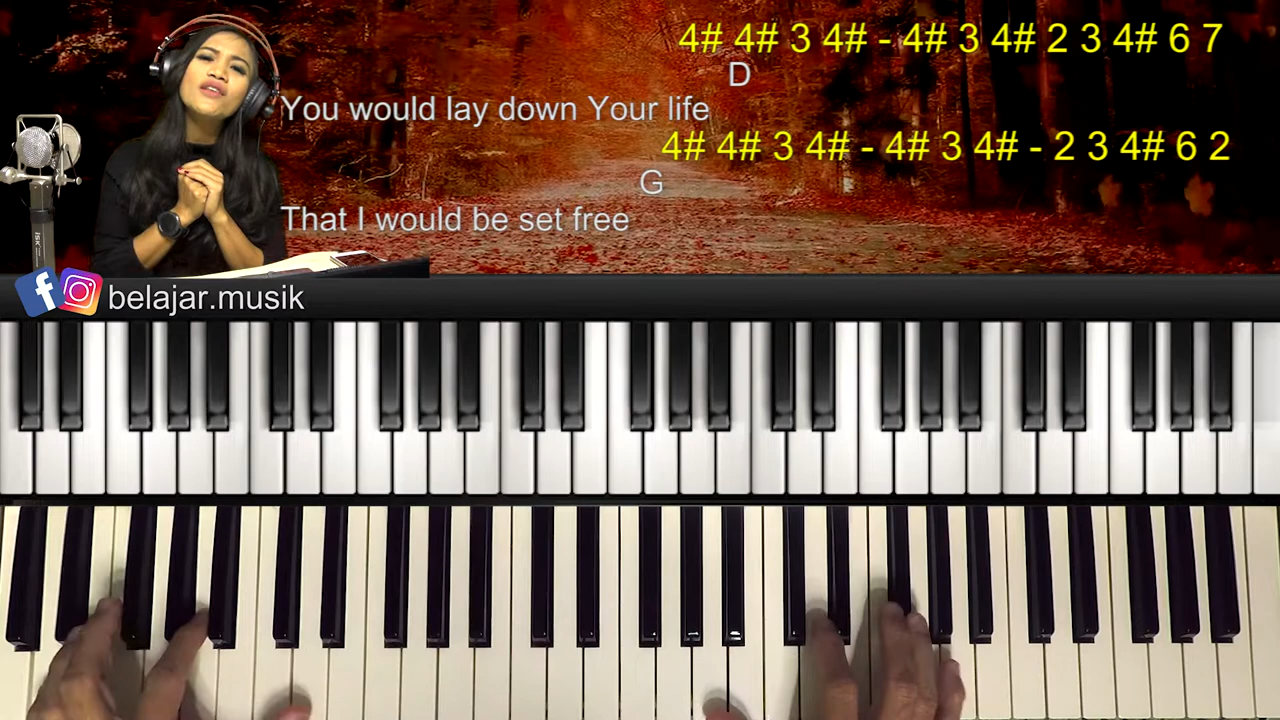 4# 4# 3 4# - 4# 3 4# 2 3 4# 6 7
D
You would lay down Your life
4# 4# 3 4# - 4# 3 4# - 2 3 4# 6 2
G
That I would be set free
belajar.musik